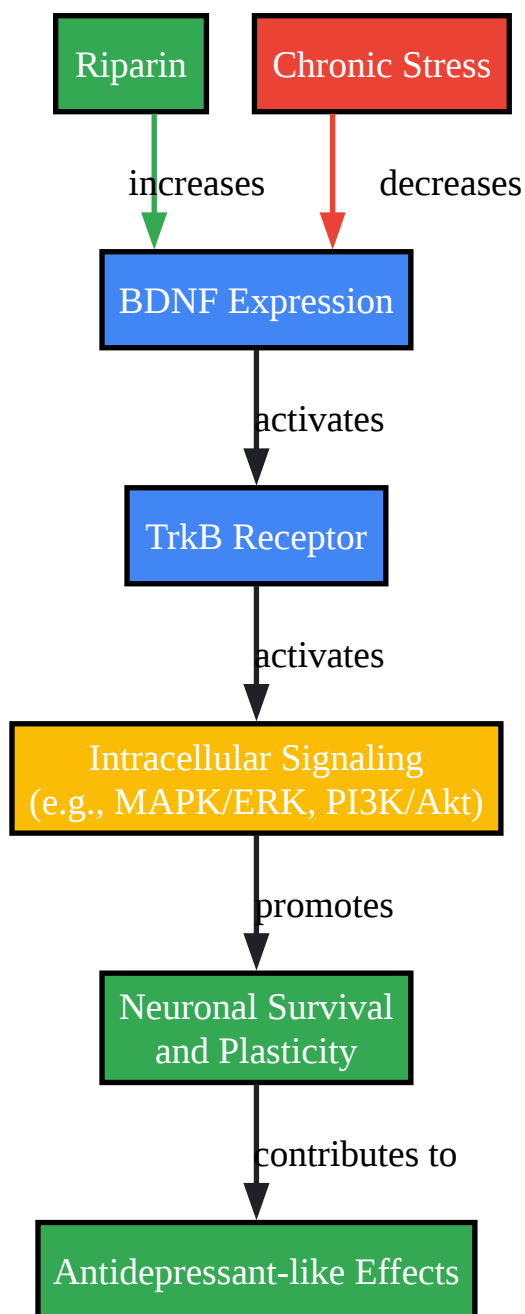 Riparin
Chronic Stress
increases
decreases
BDNF Expression
activates
TrkB Receptor
activates
Intracellular Signaling
(e.g., MAPK/ERK, PI3K/Akt)
promotes
Neuronal Survival
and Plasticity
contributes to
Antidepressant-like Effects